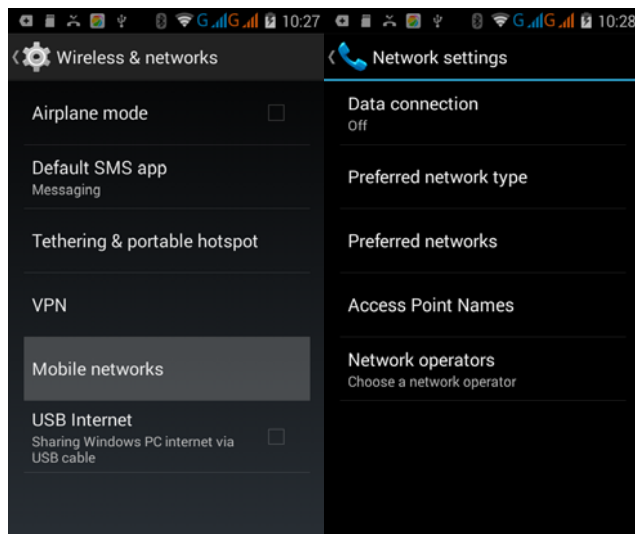 G G 10:27
Wireless & networks
Airplane mode
Default SMS app
Messaging
Tethering & portable hotspot
VPN
Mobile networks
USB Internet
Sharing Windows PC internet via
USB cable
G G 10:28
Network settings
Data connection
Off
Preferred network type
Preferred networks
Access Point Names
Network operators
Choose a network operator